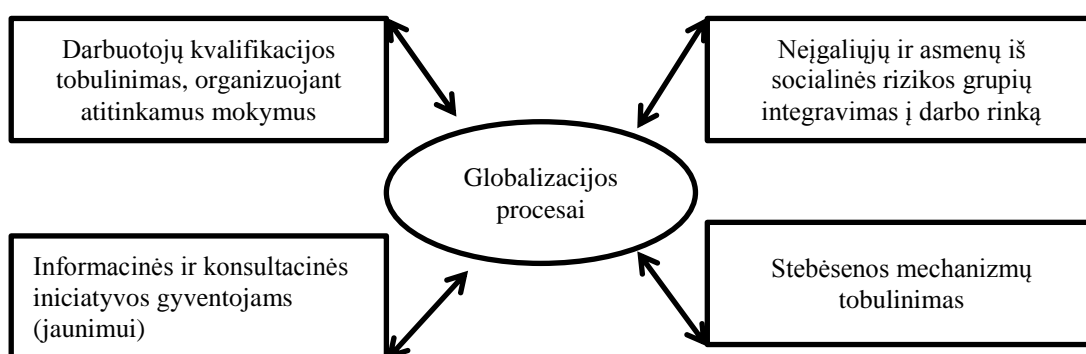 Darbuotojų kvalifikacijos
tobulinimas, organizuojant
atitinkamus mokymus
Neįgaliųjų ir asmenų iš
socialinės rizikos grupių
integravimas į darbo rinką
Globalizacijos
procesai
Informacinės ir konsultacinės
iniciatyvos gyventojams
(jaunimui)
Stebėsenos mechanizmų
tobulinimas